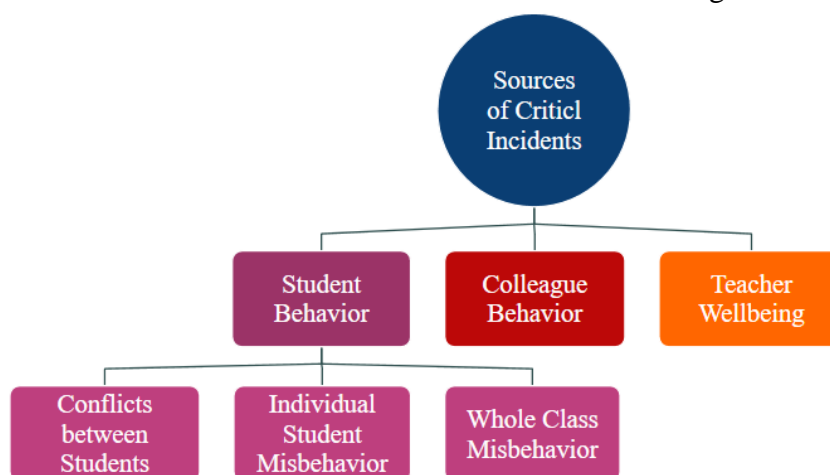 Sources
of Criticl
Incidents
Student
Behavior
Colleague
Behavior
Teacher
Wellbeing
Conflicts
between
Students
Individual
Student
Misbehavior
Whole Class
Misbehavior